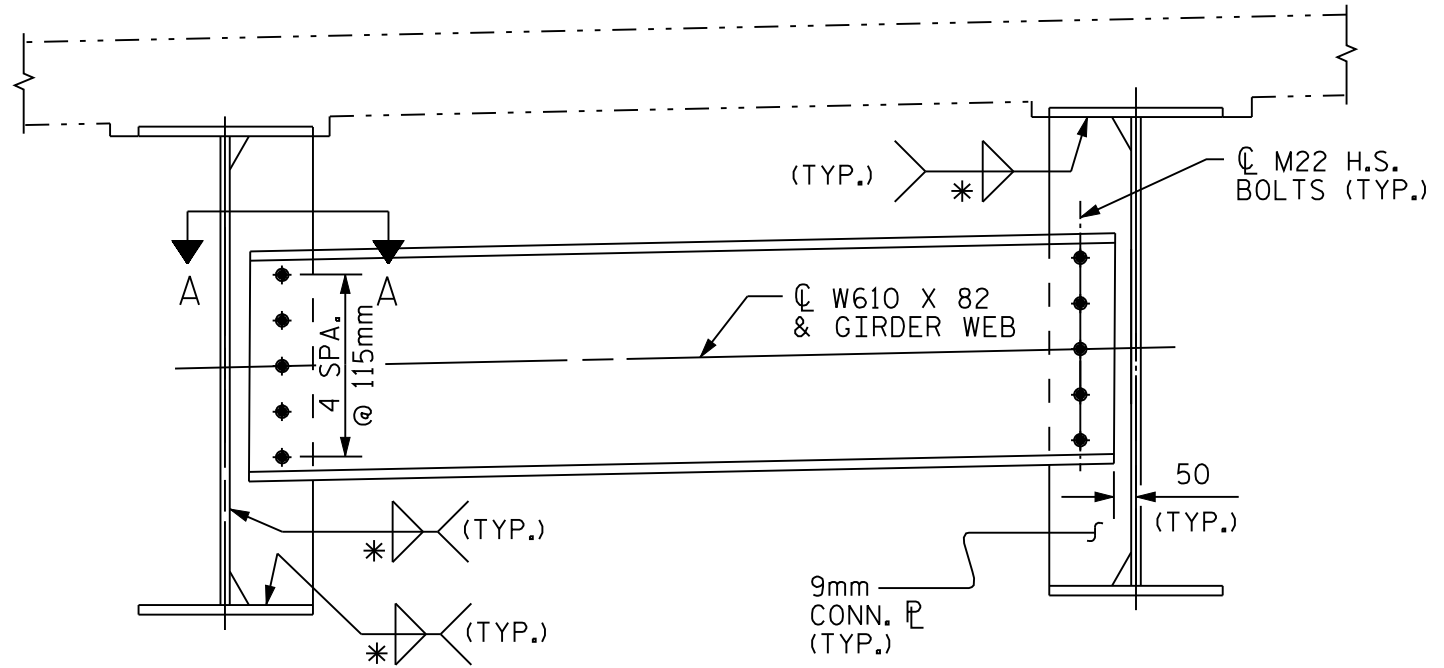 (TYP.)
*
℄ M22 H.S.
BOLTS (TYP.)
A A
℄ W610 X 82
& GIRDER WEB
4 SPA.
@ 115mm
50
(TYP.)
*
(TYP.)
9mm
CONN. ⅊
(TYP.)
*
(TYP.)